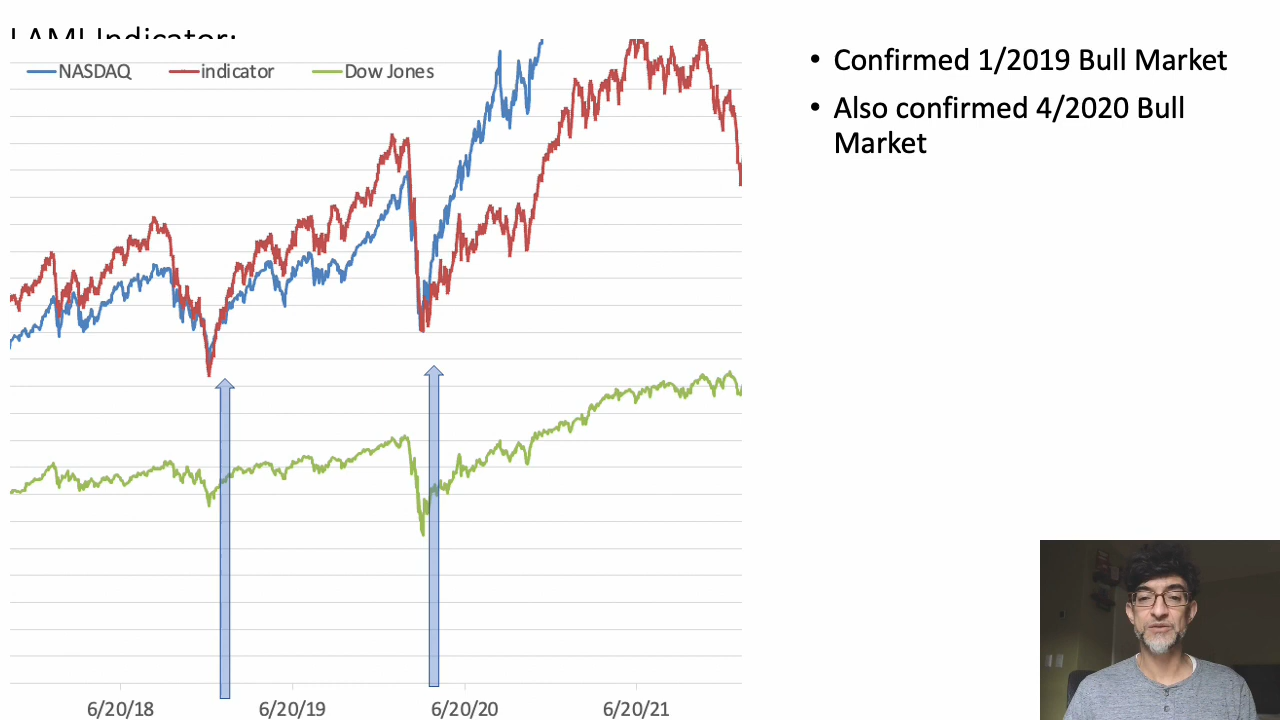 Indicator:
NASDAQ indicator Dow Jones
6/20/18 6/20/19 6/20/20 6/20/21
• Confirmed 1/2019 Bull Market
• Also confirmed 4/2020 Bull
Market